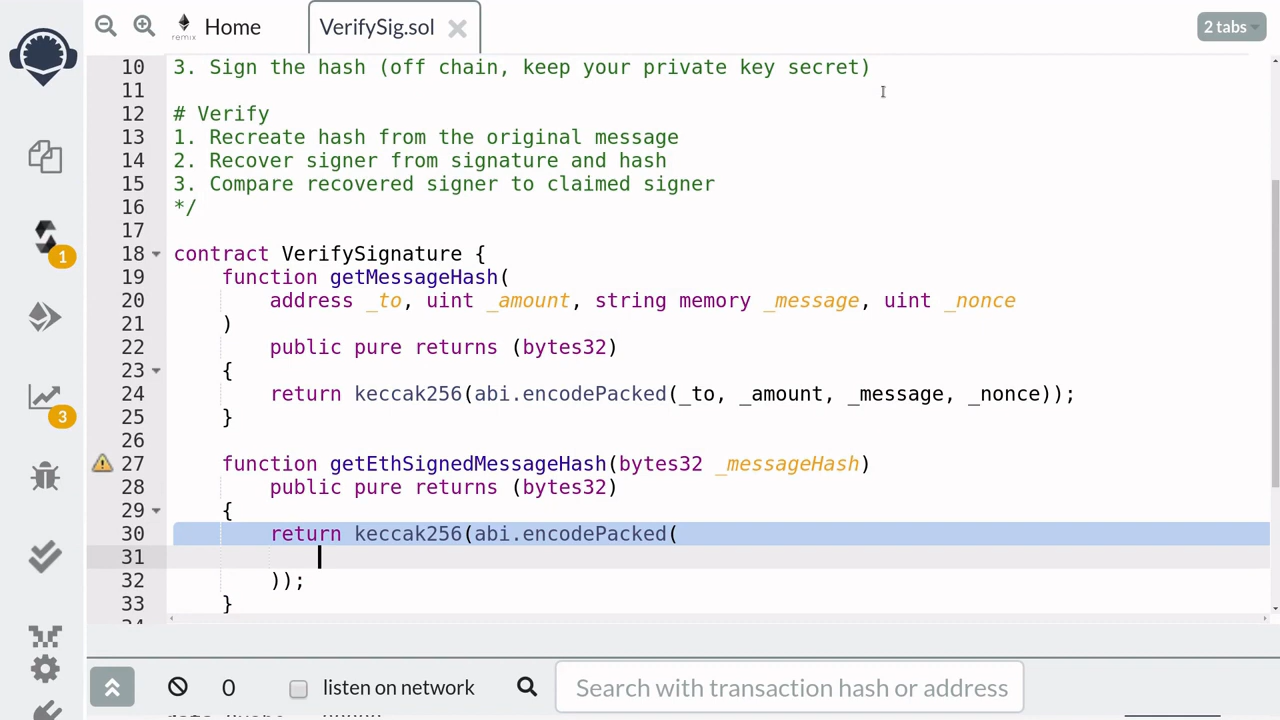 remix
Home
VerifySig.sol
2 tabs
10 3. Sign the hash (off chain, keep your private key secret)
11
12 # Verify
13 1. Recreate hash from the original message
14 2. Recover signer from signature and hash
15 3. Compare recovered signer to claimed signer
16 */
17
18 contract VerifySignature {
19 function getMessageHash(
20 address _to, uint _amount, string memory _message, uint _nonce
21 )
22 public pure returns (bytes32)
23 {
24 return keccak256(abi.encodePacked(_to, _amount, _message, _nonce));
25 }
26
27 function getEthSignedMessageHash(bytes32 _messageHash)
28 public pure returns (bytes32)
29 {
30 return keccak256(abi.encodePacked(
31
32 ));
33 }
1
3
0
listen on network
Search with transaction hash or address